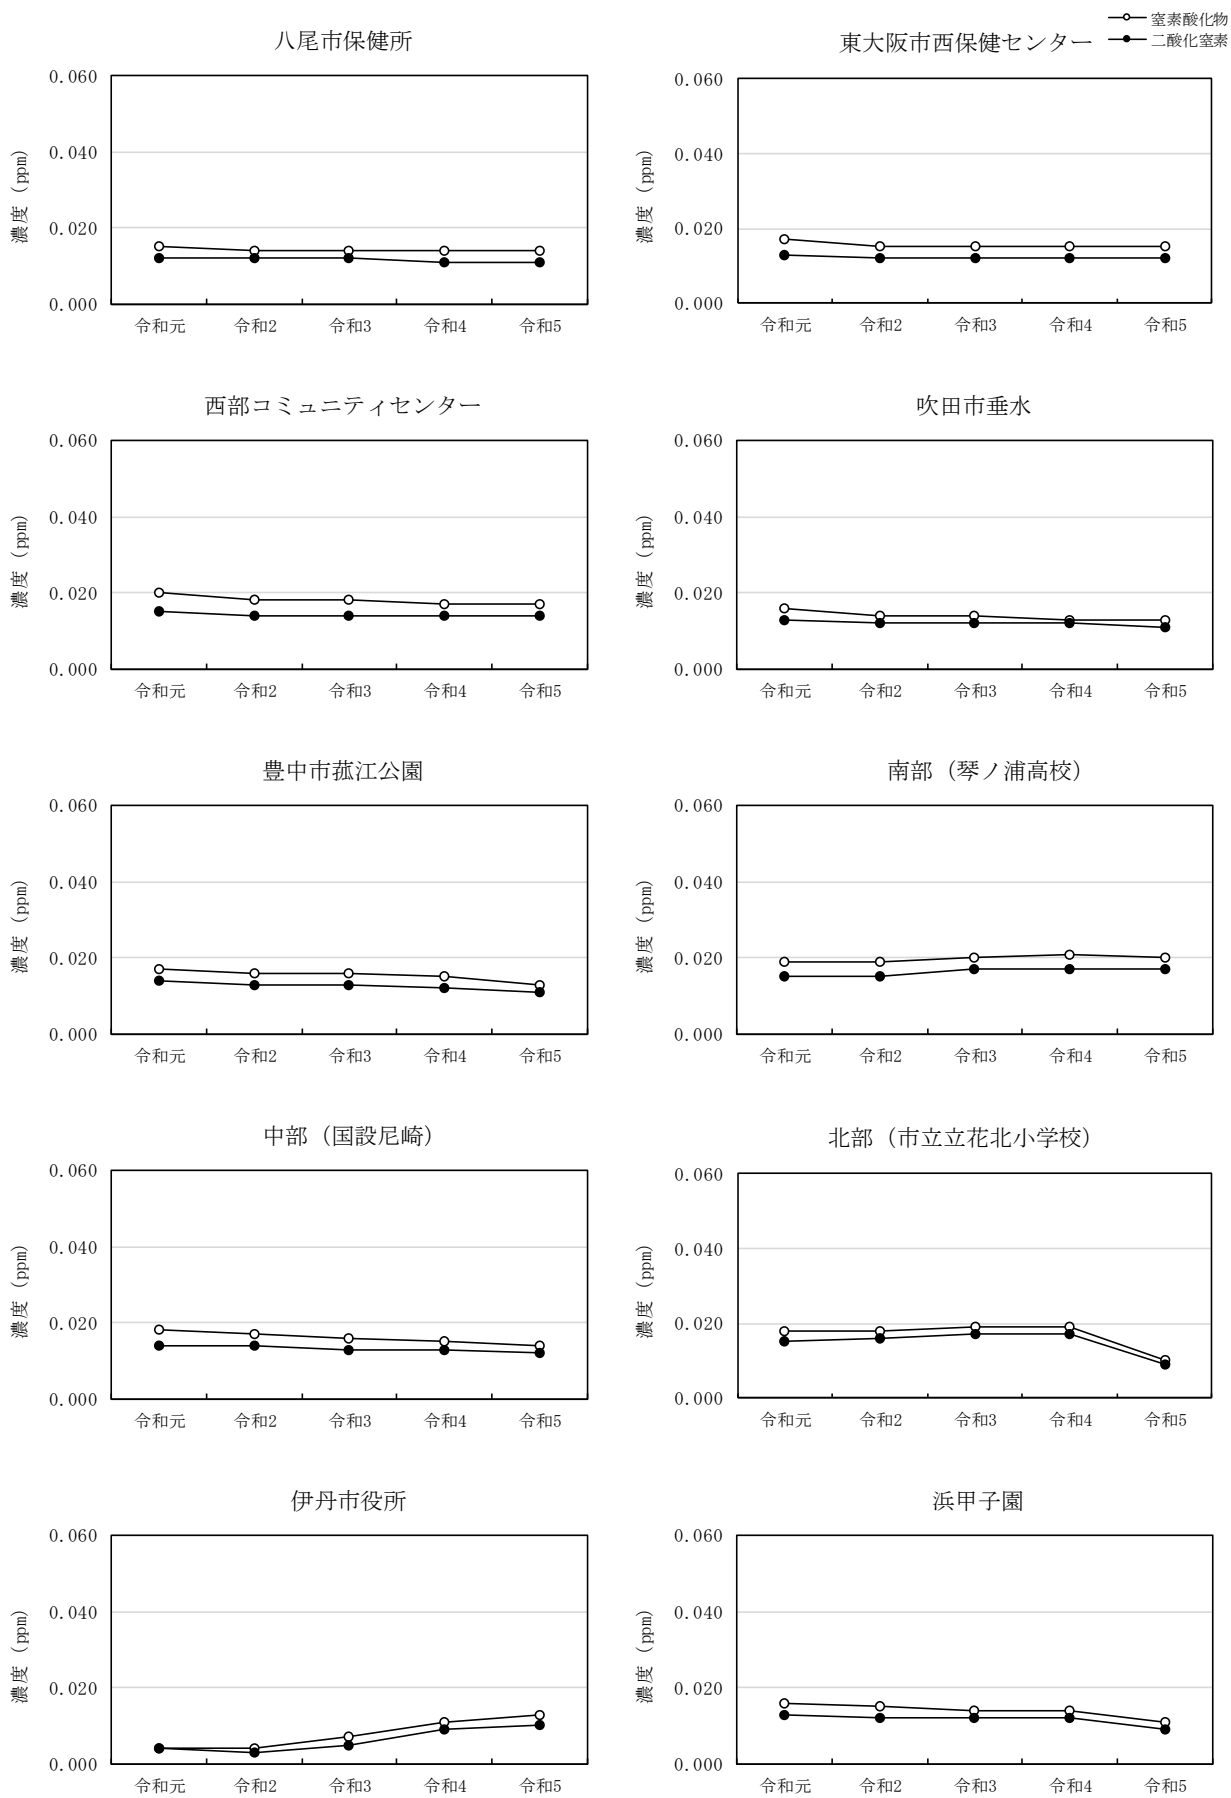 窒素酸化物
二酸化窒素
八尾市保健所
0.060
0.040
0.020
0.000
濃度（ppm）
令和元 令和2 令和3 令和4 令和5
東大阪市西保健センター
0.060
0.040
0.020
0.000
濃度（ppm）
令和元 令和2 令和3 令和4 令和5
西部コミュニティセンター
0.060
0.040
0.020
0.000
濃度（ppm）
令和元 令和2 令和3 令和4 令和5
吹田市垂水
0.060
0.040
0.020
0.000
濃度（ppm）
令和元 令和2 令和3 令和4 令和5
豊中市菰江公園
0.060
0.040
0.020
0.000
濃度（ppm）
令和元 令和2 令和3 令和4 令和5
南部（琴ノ浦高校）
0.060
0.040
0.020
0.000
濃度（ppm）
令和元 令和2 令和3 令和4 令和5
中部（国設尼崎）
0.060
0.040
0.020
0.000
濃度（ppm）
令和元 令和2 令和3 令和4 令和5
北部（市立立花北小学校）
0.060
0.040
0.020
0.000
濃度（ppm）
令和元 令和2 令和3 令和4 令和5
伊丹市役所
0.060
0.040
0.020
0.000
濃度（ppm）
令和元 令和2 令和3 令和4 令和5
浜甲子園
0.060
0.040
0.020
0.000
濃度（ppm）
令和元 令和2 令和3 令和4 令和5